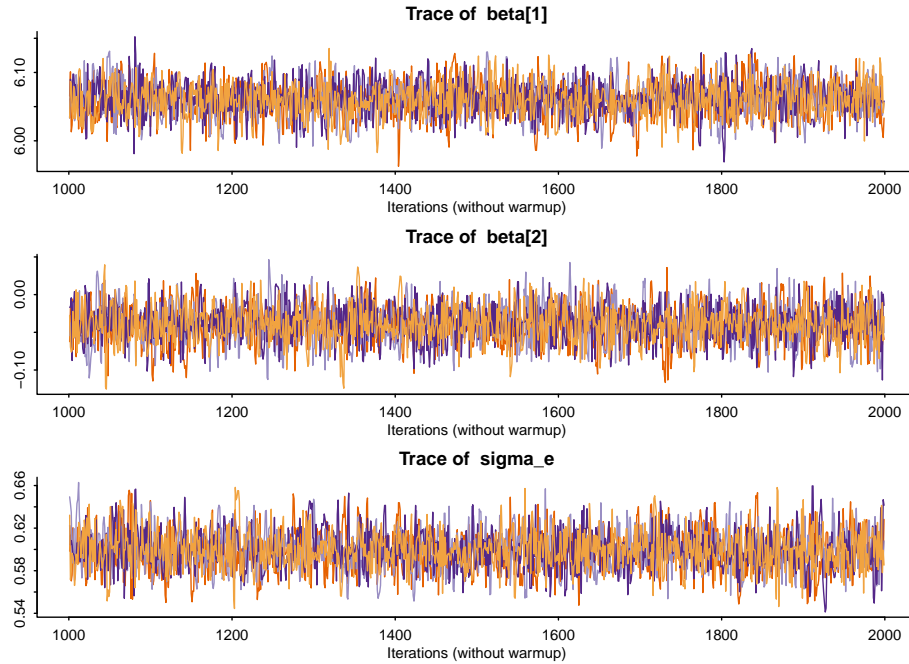 Trace of beta[1]
6.10
6.00
1000 1200 1400 1600 1800 2000
Iterations (without warmup)
Trace of beta[2]
0.00
−0.10
1000 1200 1400 1600 1800 2000
Iterations (without warmup)
Trace of sigma_e
0.66
0.62
0.58
0.54
1000 1200 1400 1600 1800 2000
Iterations (without warmup)